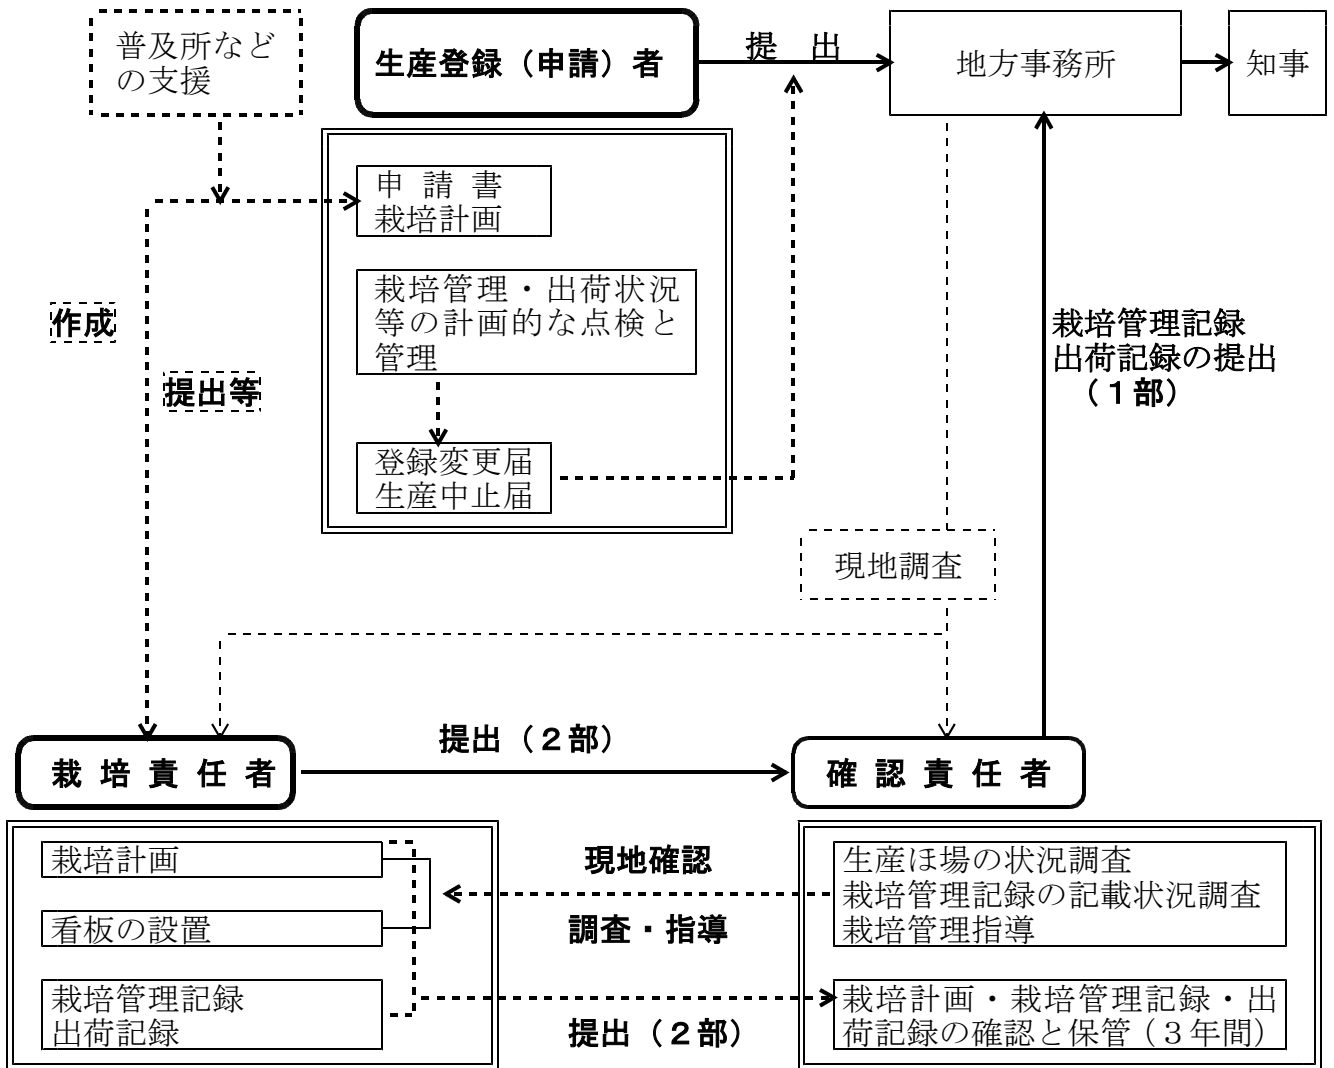 普及所など
の支援
生産登録（申請）者
提　出
地方事務所
知事
申 請 書
栽培計画
栽培管理・出荷状況
等の計画的な点検と
管理
作成
提出等
登録変更届
生産中止届
栽培管理記録
出荷記録の提出
（１部）
現地調査
栽 培 責 任 者
提出（２部）
確 認 責 任 者
栽培計画
看板の設置
栽培管理記録
出荷記録
現地確認
調査・指導
提出（２部）
生産ほ場の状況調査
栽培管理記録の記載状況調査
栽培管理指導
栽培計画・栽培管理記録・出
荷記録の確認と保管（３年間）